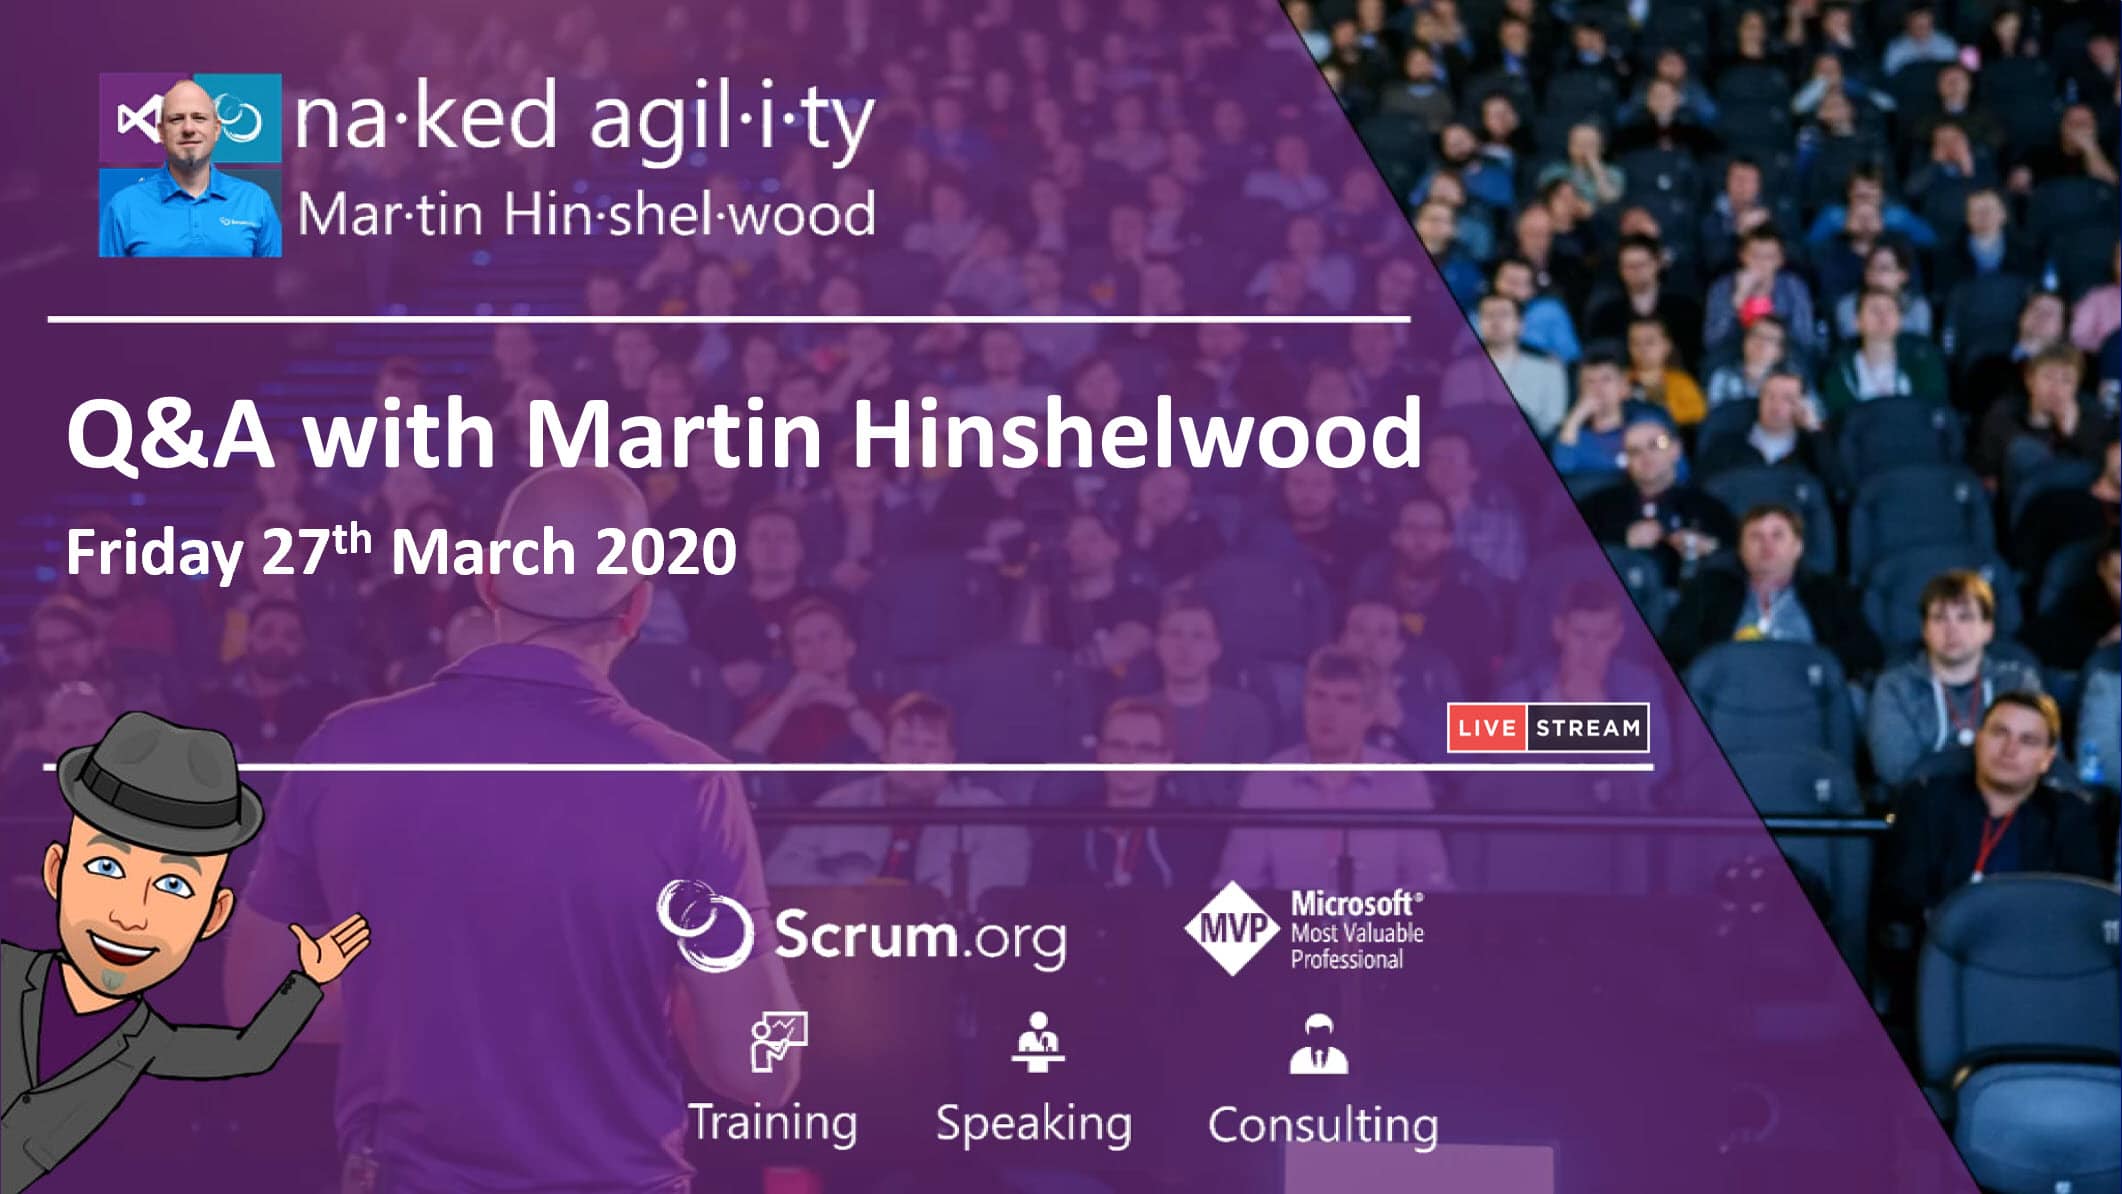 na·ked agil·i·ty
Mar·tin Hin·shel·wood
Q&A with Martin Hinshelwood
Friday 27th March 2020
LIVE STREAM
Scrum.org
MVP
Microsoft®
Most Valuable
Professional
Training
Speaking
Consulting